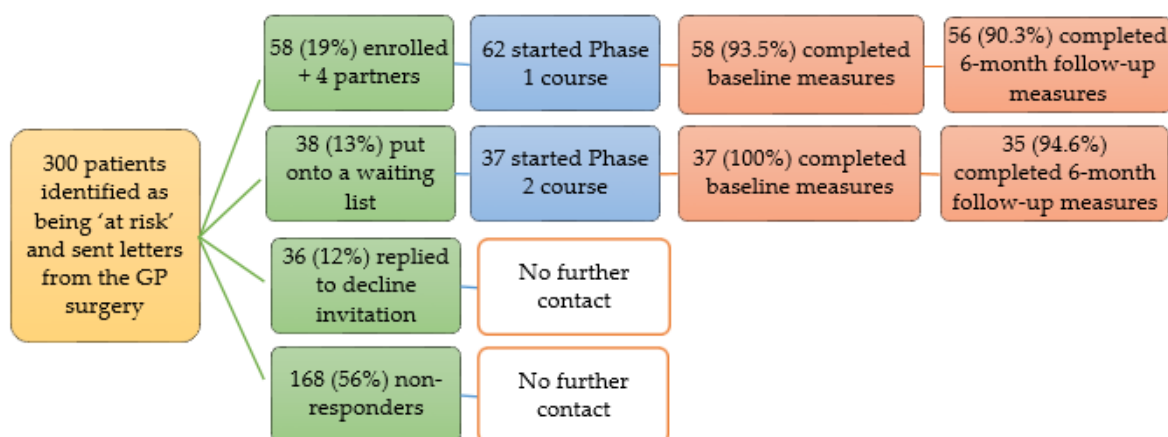 58 (19%) enrolled
+ 4 partners
62 started Phase
1 course
58 (93.5%) completed
baseline measures
56 (90.3%) completed
6-month follow-up
measures
300 patients
identified as
being ‘at risk’
and sent letters
from the GP
surgery
38 (13%) put
onto a waiting
list
37 started Phase
2 course
37 (100%) completed
baseline measures
35 (94.6%)
completed 6-month
follow-up measures
36 (12%) replied
to decline
invitation
No further
contact
168 (56%) non-
responders
No further
contact